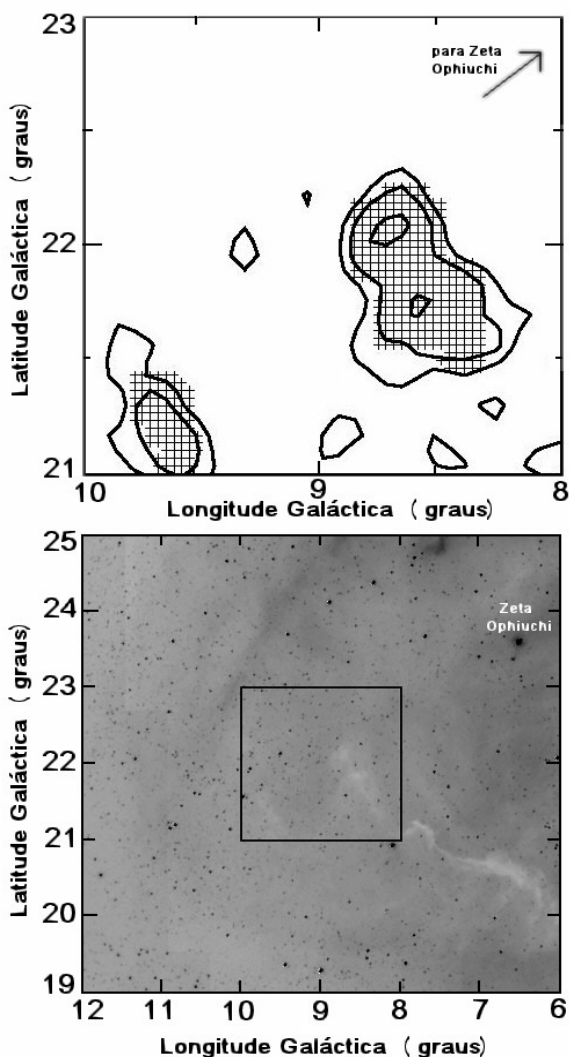 23
para Zeta
Ophiuchi
22
21
Latitude Galáctica ( graus)
10
9
8
Longitude Galáctica ( graus)
25
24
23
22
21
20
19
Zeta
Ophiuchi
Latitude Galáctica ( graus)
12
11
10
9
8
7
6
Longitude Galáctica ( graus)